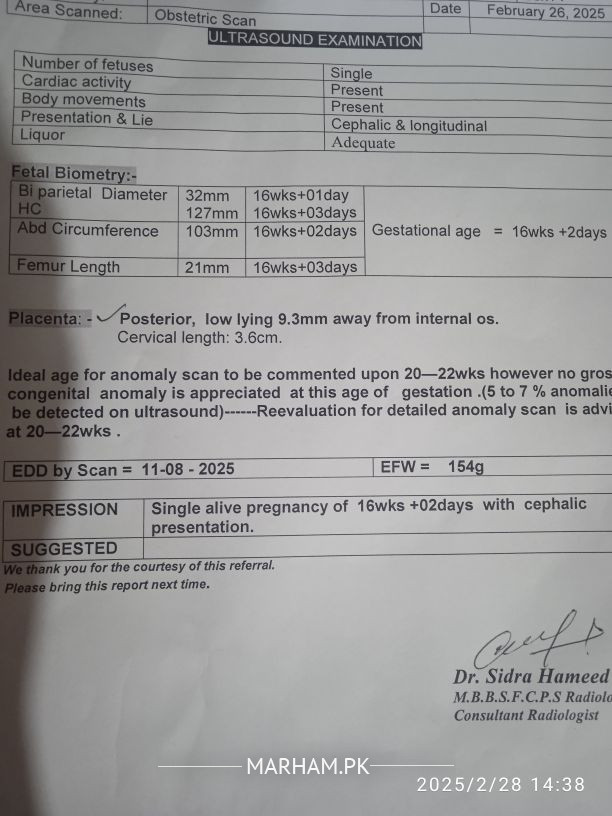 Area Scanned: Obstetric Scan Date February 26, 2025
ULTRASOUND EXAMINATION
Number of fetuses Single
Cardiac activity Present
Body movements Present
Presentation & Lie Cephalic & longitudinal
Liquor Adequate
Fetal Biometry:-
Bi parietal Diameter 32mm 16wks+01day
HC 127mm 16wks+03days
Abd Circumference 103mm 16wks+02days Gestational age = 16wks +2days
Femur Length 21mm 16wks+03days
Placenta: - Posterior, low lying 9.3mm away from internal os.
Cervical length: 3.6cm.
Ideal age for anomaly scan to be commented upon 20—22wks however no gros
congenital anomaly is appreciated at this age of gestation .(5 to 7 % anomalie
be detected on ultrasound)------Reevaluation for detailed anomaly scan is advi
at 20—22wks .
EDD by Scan = 11-08 - 2025 EFW = 154g
IMPRESSION Single alive pregnancy of 16wks +02days with cephalic
presentation.
SUGGESTED
We thank you for the courtesy of this referral.
Please bring this report next time.
Dr. Sidra Hameed
M.B.B.S.F.C.P.S Radiolo
Consultant Radiologist
MARHAM.PK
2025/2/28 14:38